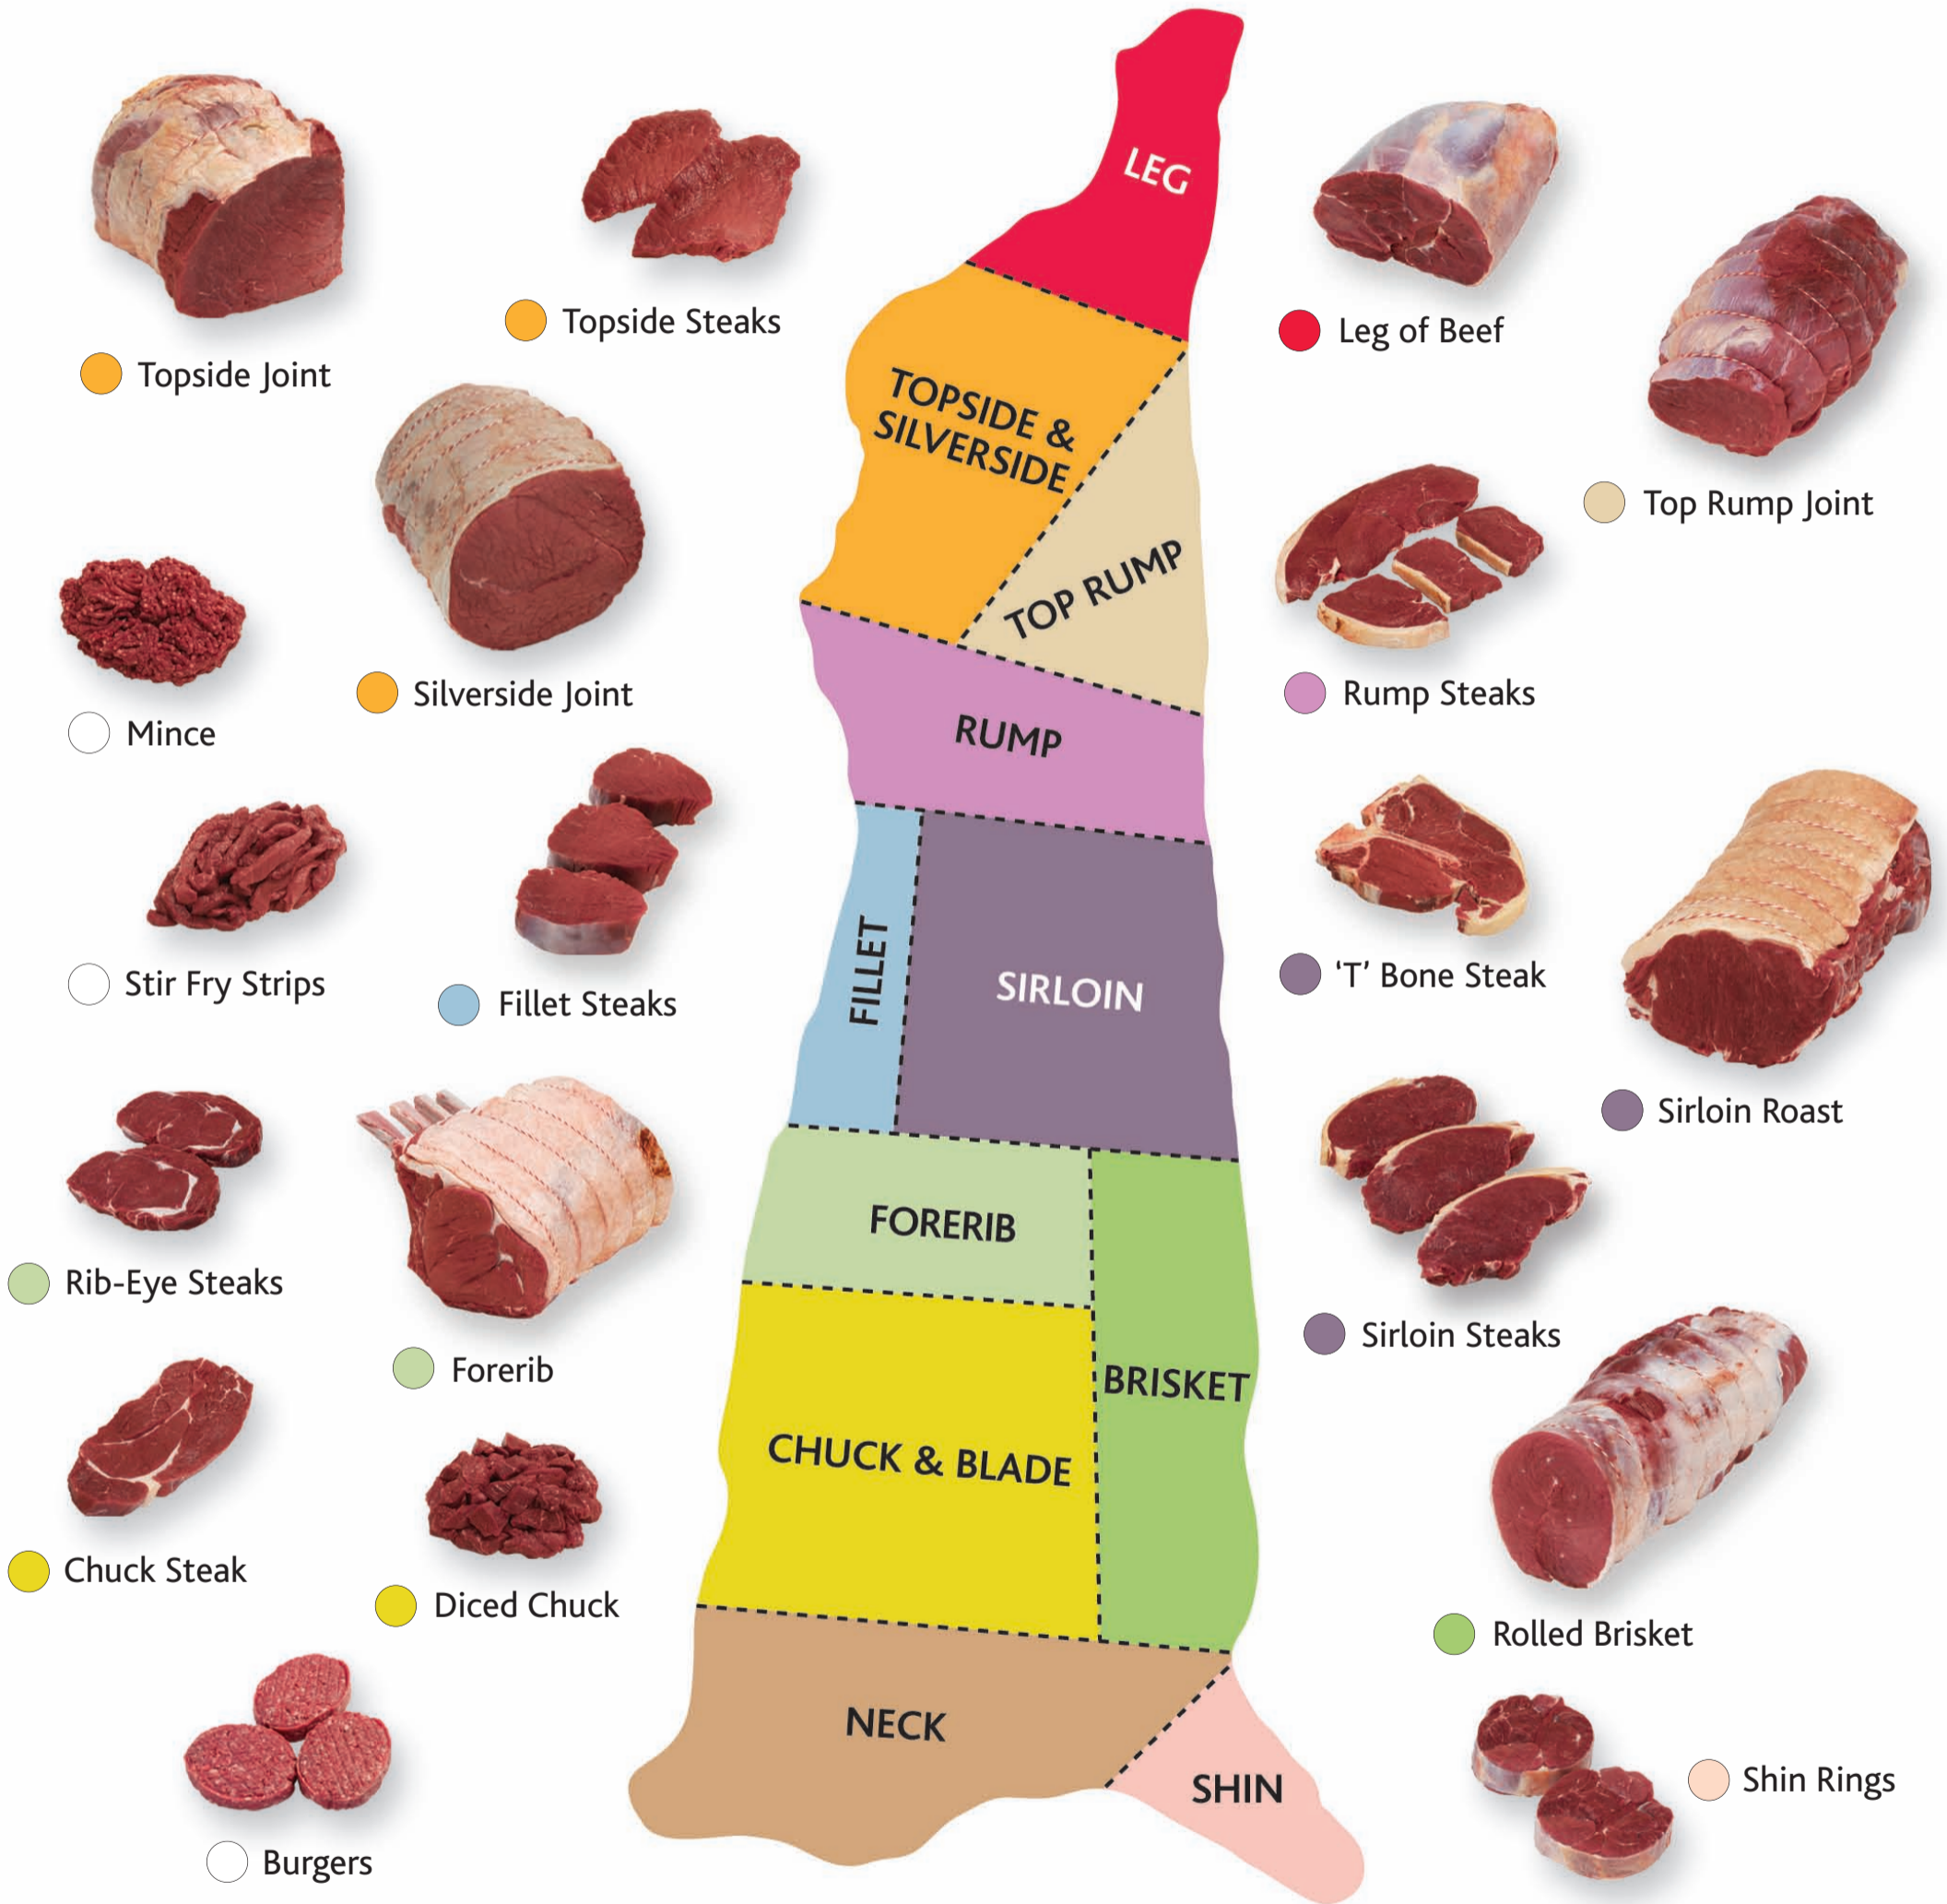 LEG
Topside Steaks
Leg of Beef
Topside Joint
TOPSIDE &
SILVERSIDE
Top Rump Joint
TOP RUMP
Silverside Joint
Rump Steaks
Mince
RUMP
FILLET
SIRLOIN
'T' Bone Steak
Stir Fry Strips
Fillet Steaks
Sirloin Roast
FORERIB
Rib-Eye Steaks
Sirloin Steaks
Forerib
BRISKET
CHUCK & BLADE
Chuck Steak
Diced Chuck
Rolled Brisket
NECK
SHIN
Shin Rings
Burgers